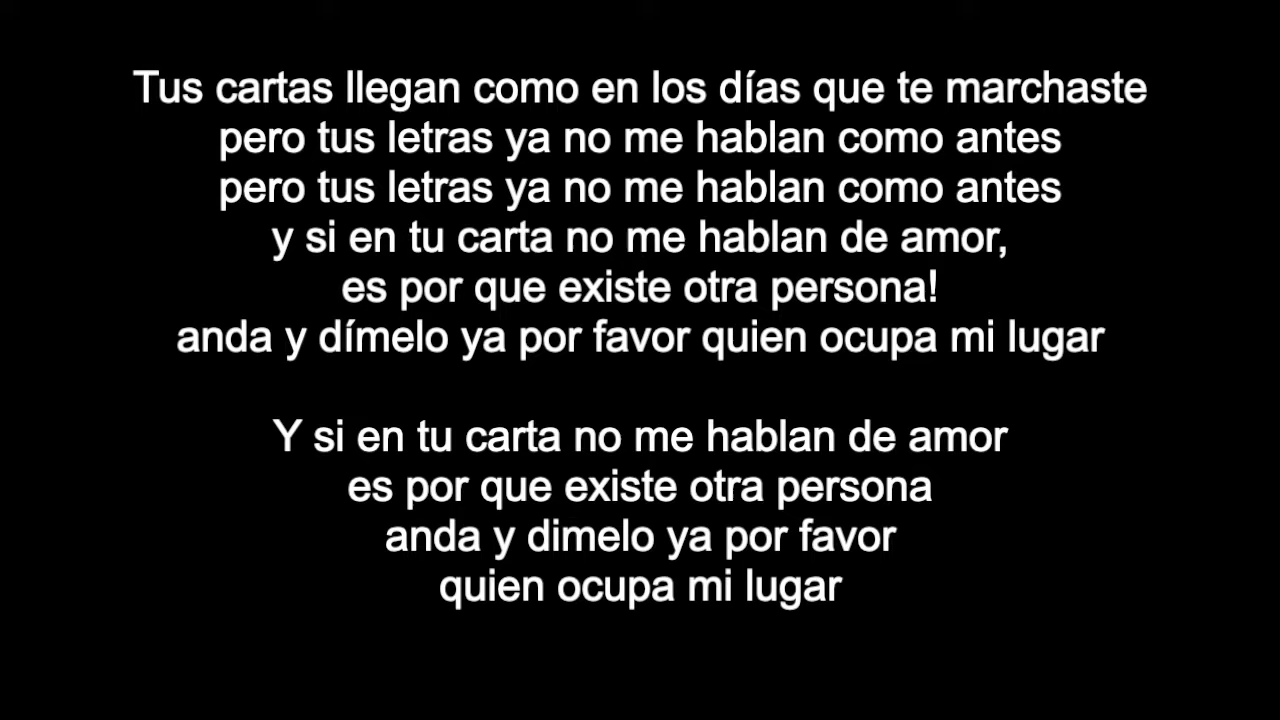 Tus cartas llegan como en los días que te marchaste
pero tus letras ya no me hablan como antes
pero tus letras ya no me hablan como antes
y si en tu carta no me hablan de amor,
es por que existe otra persona!
anda y dímelo ya por favor quien ocupa mi lugar
Y si en tu carta no me hablan de amor
es por que existe otra persona
anda y dimelo ya por favor
quien ocupa mi lugar